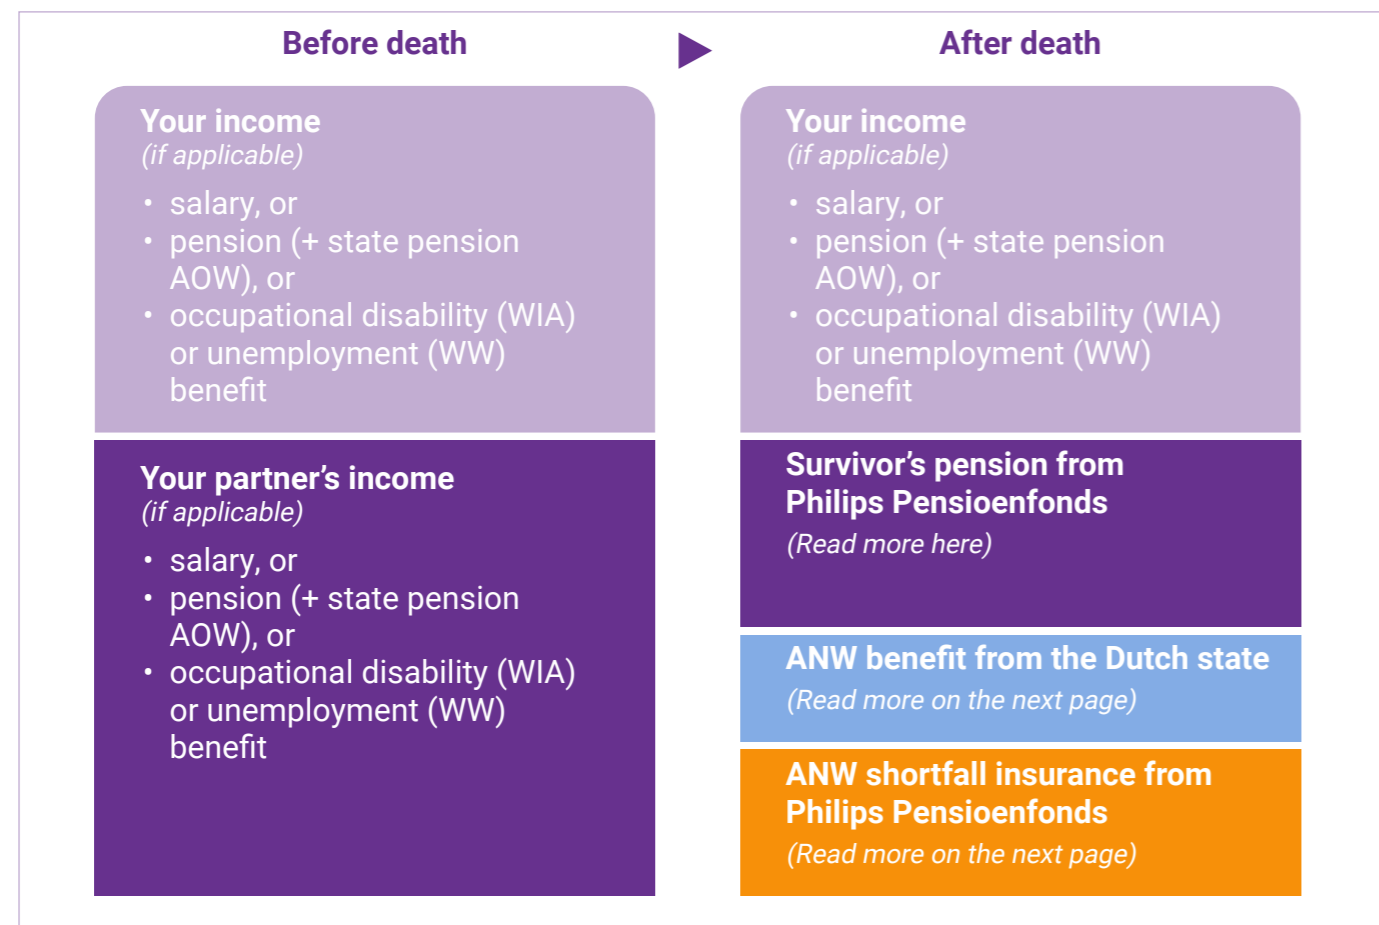 Before death
Your income
(if applicable)
• salary, or
• pension (+ state pension
AOW), or
• occupational disability (WIA)
or unemployment (WW)
benefit
Your partner’s income
(if applicable)
• salary, or
• pension (+ state pension
AOW), or
• occupational disability (WIA)
or unemployment (WW)
benefit
After death
Your income
(if applicable)
• salary, or
• pension (+ state pension
AOW), or
• occupational disability (WIA)
or unemployment (WW)
benefit
Survivor’s pension from
Philips Pensioenfonds
(Read more here)
ANW benefit from the Dutch state
(Read more on the next page)
ANW shortfall insurance from
Philips Pensioenfonds
(Read more on the next page)